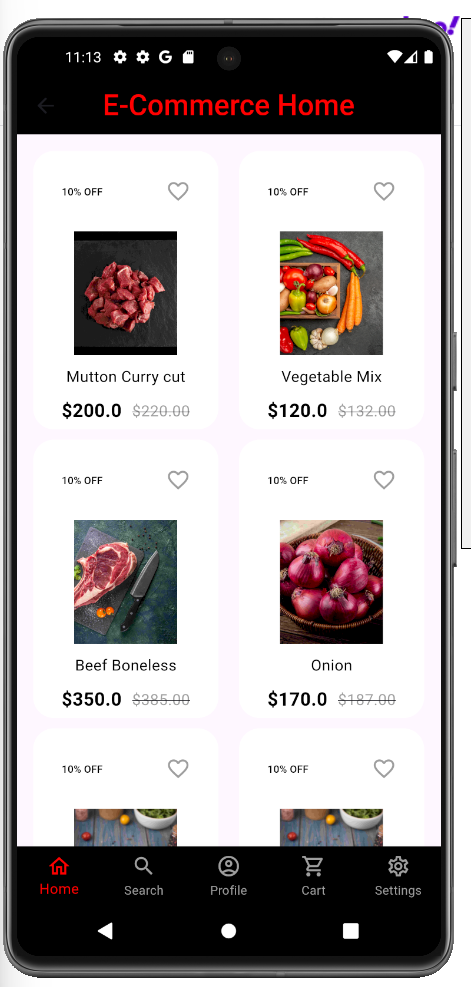 11:13
E-Commerce Home
10% OFF
10% OFF
Mutton Curry cut
Vegetable Mix
$200.0 $220.00
$120.0 $132.00
10% OFF
10% OFF
Beef Boneless
Onion
$350.0 $385.00
$170.0 $187.00
10% OFF
10% OFF
Home
Search
Profile
Cart
Settings